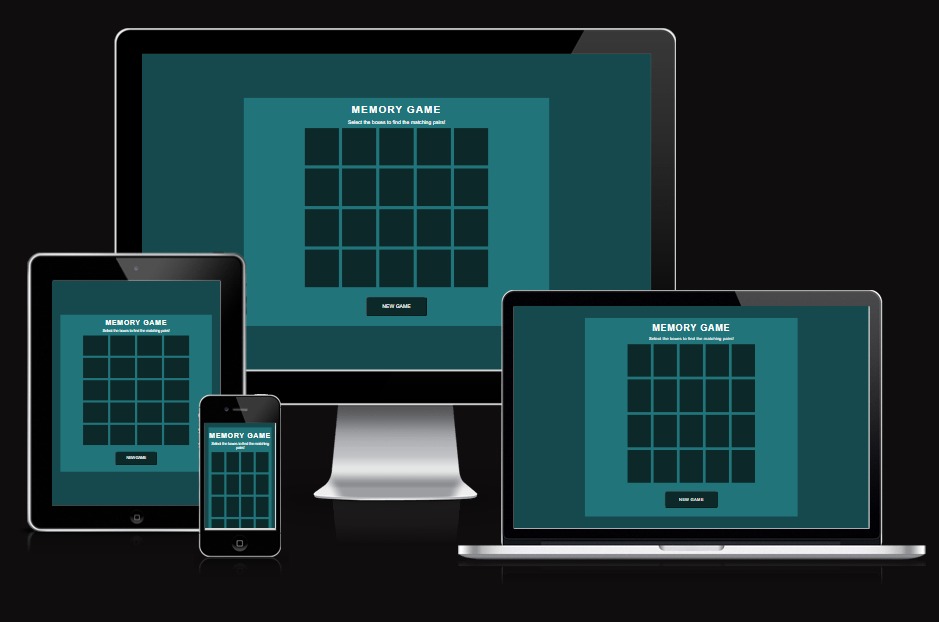 MEMORY GAME
Select the boxes to find the matching pairs!
NEW GAME
MEMORY GAME
Select the boxes to find the matching pairs!
NEW GAME
MEMORY GAME
Select the boxes to find the matching
pairs!
MEMORY GAME
Select the boxes to find the matching pairs!
NEW GAME